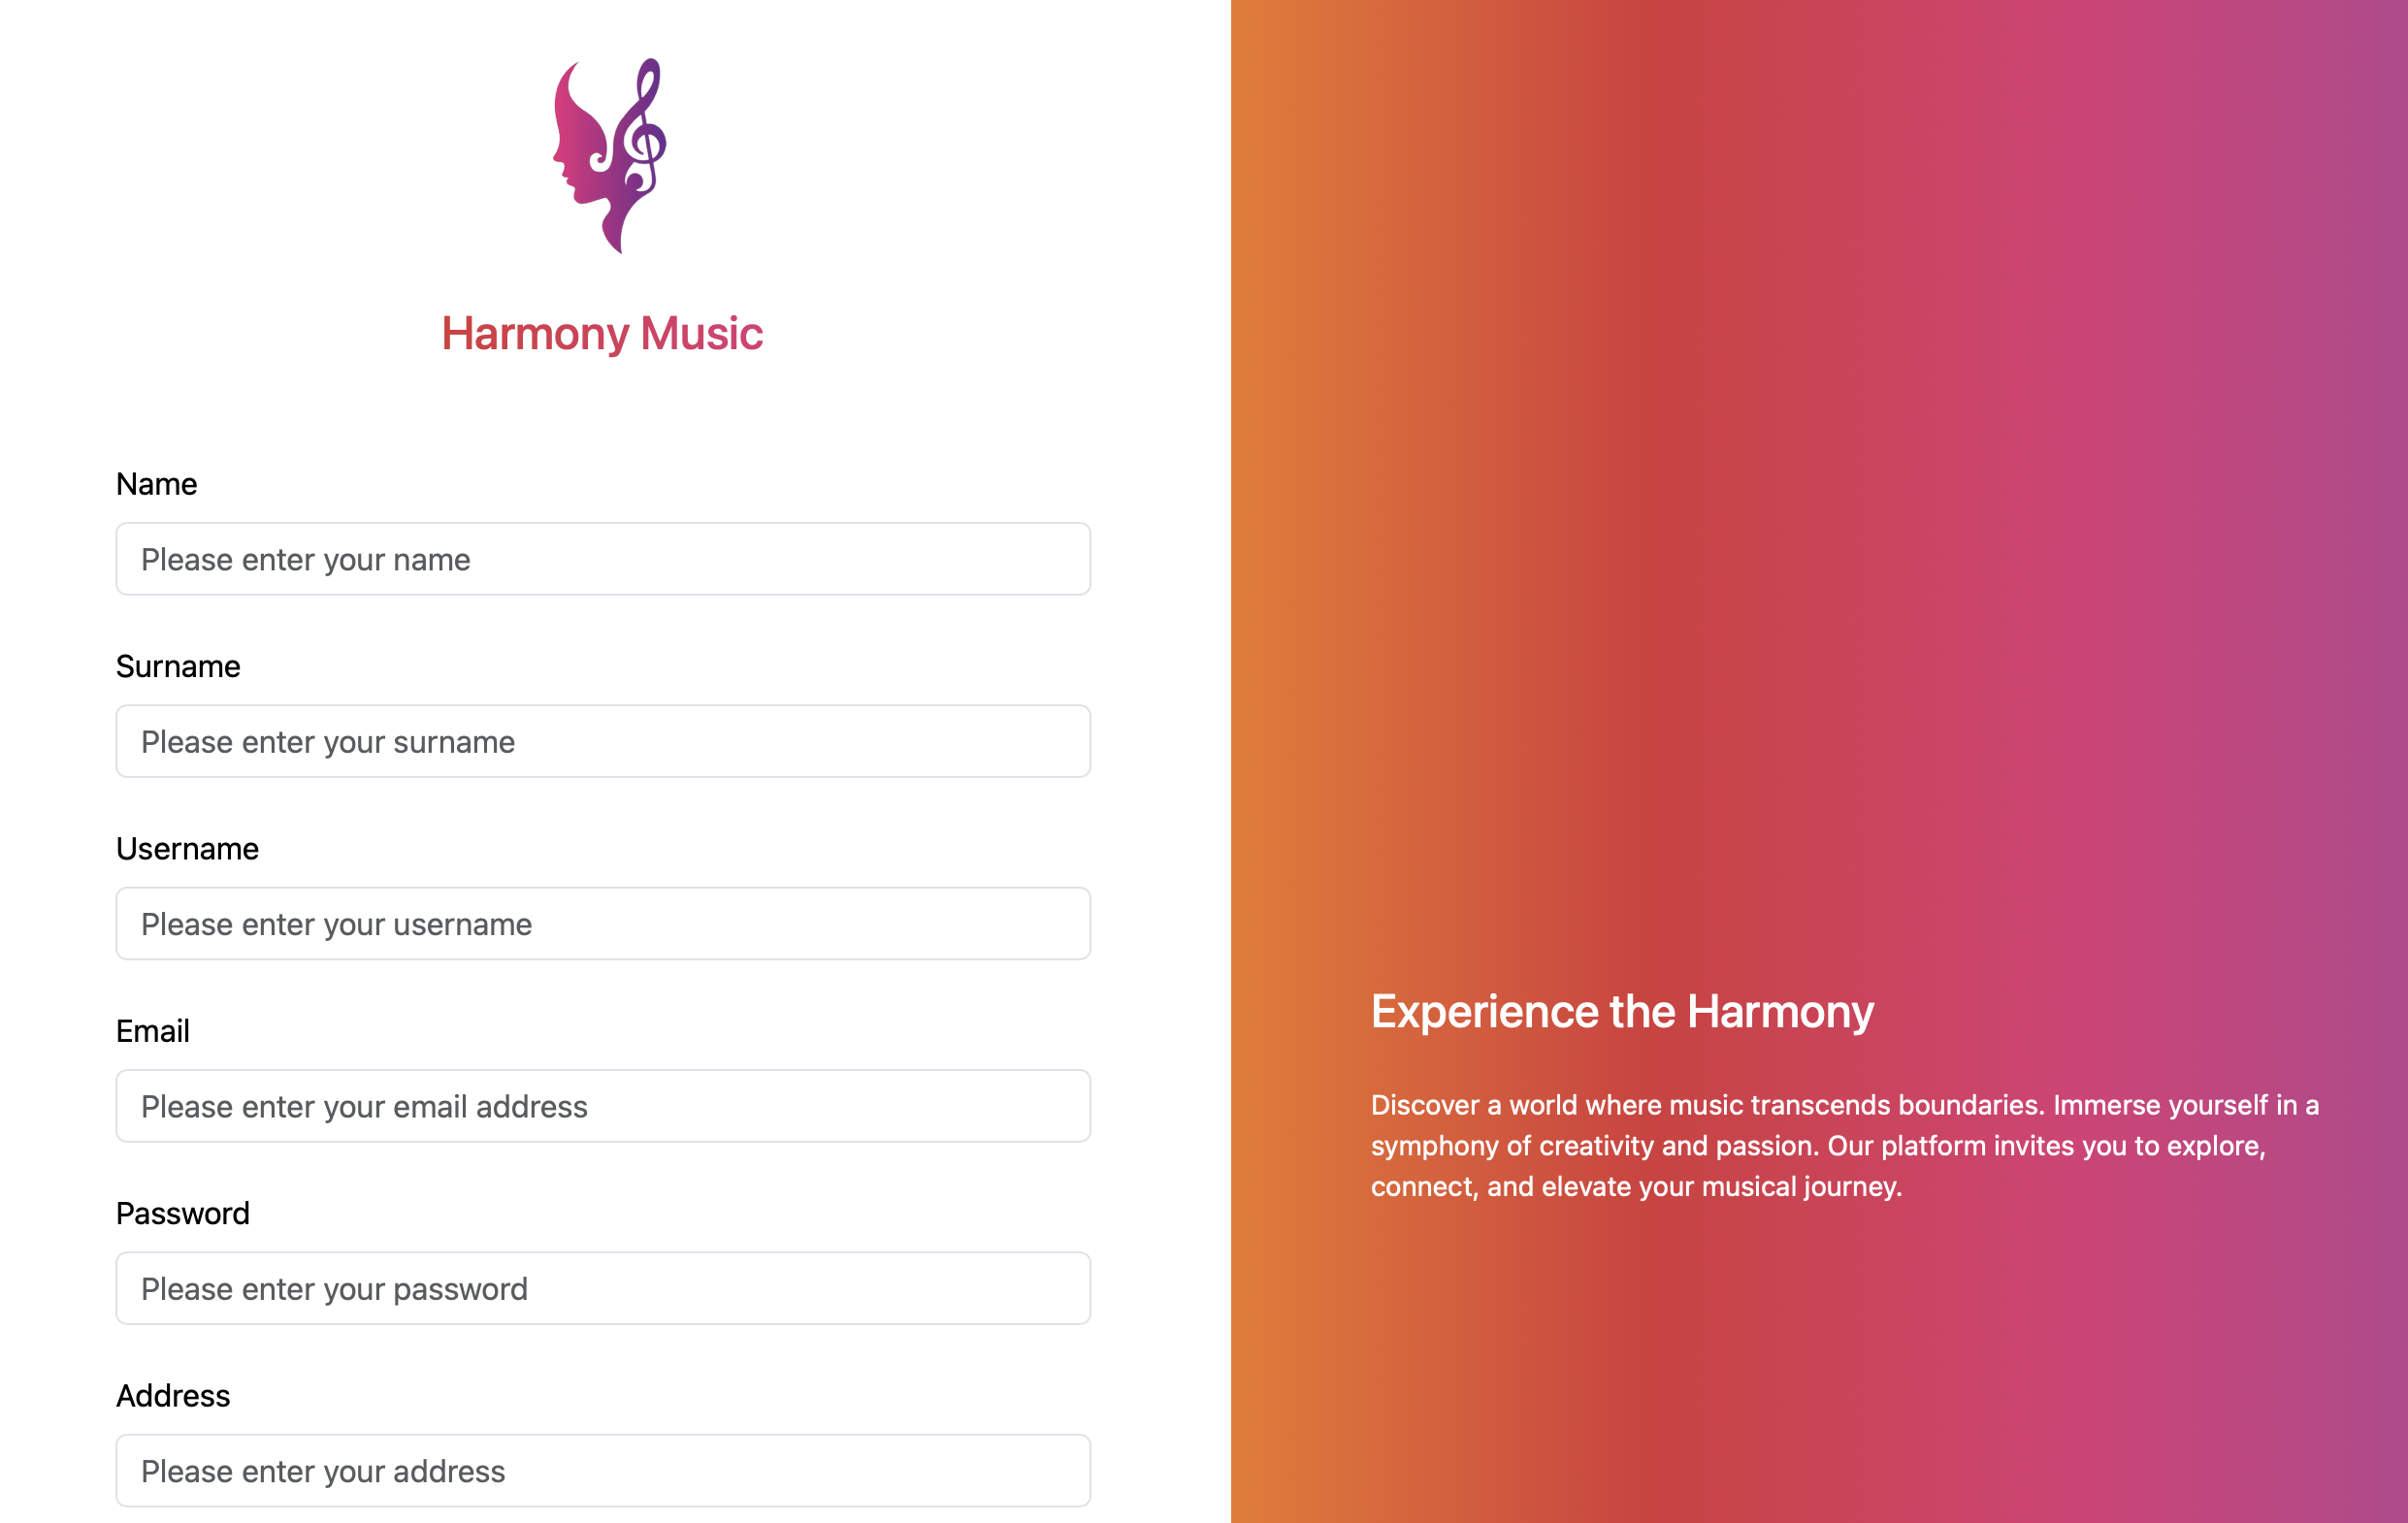 Harmony Music
Name
Please enter your name
Surname
Please enter your surname
Username
Please enter your username
Email
Please enter your email address
Password
Please enter your password
Address
Please enter your address
Experience the Harmony
Discover a world where music transcends boundaries. Immerse yourself in a
symphony of creativity and passion. Our platform invites you to explore,
connect, and elevate your musical journey.